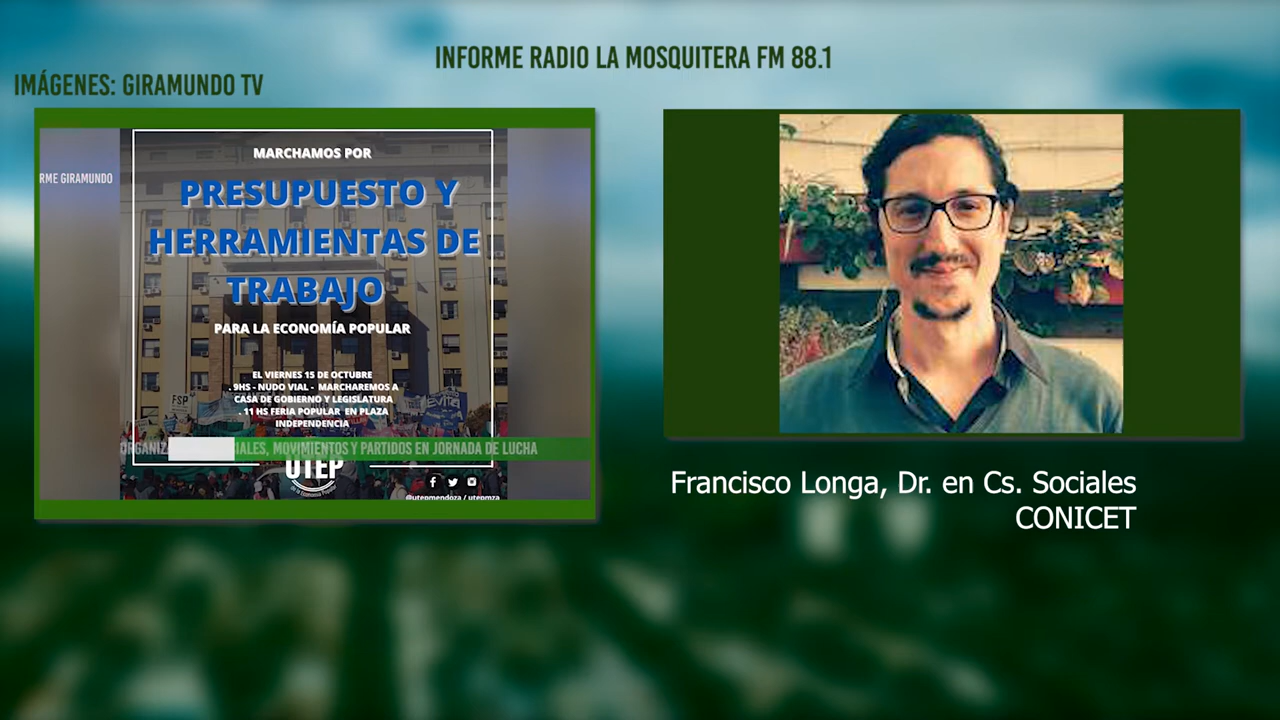 INFORME RADIO LA MOSQUITERA FM 88.1
IMÁGENES: GIRAMUNDO TV
RME GIRAMUNDO
MARCHAMOS POR
PRESUPUESTO Y
HERRAMIENTAS DE
TRABAJO
PARA LA ECONOMÍA POPULAR
EL VIERNES 15 DE OCTUBRE
. 9HS - NUDO VIAL - MARCHAREMOS A
CASA DE GOBIERNO Y LEGISLATURA
. 11 HS FERIA POPULAR EN PLAZA
INDEPENDENCIA
FSP
EVITA
ORGANIZA IALES, MOVIMIENTOS Y PARTIDOS EN JORNADA DE LUCHA
UTEP
@utepmendoza / utepmza
Francisco Longa, Dr. en Cs. Sociales
CONICET